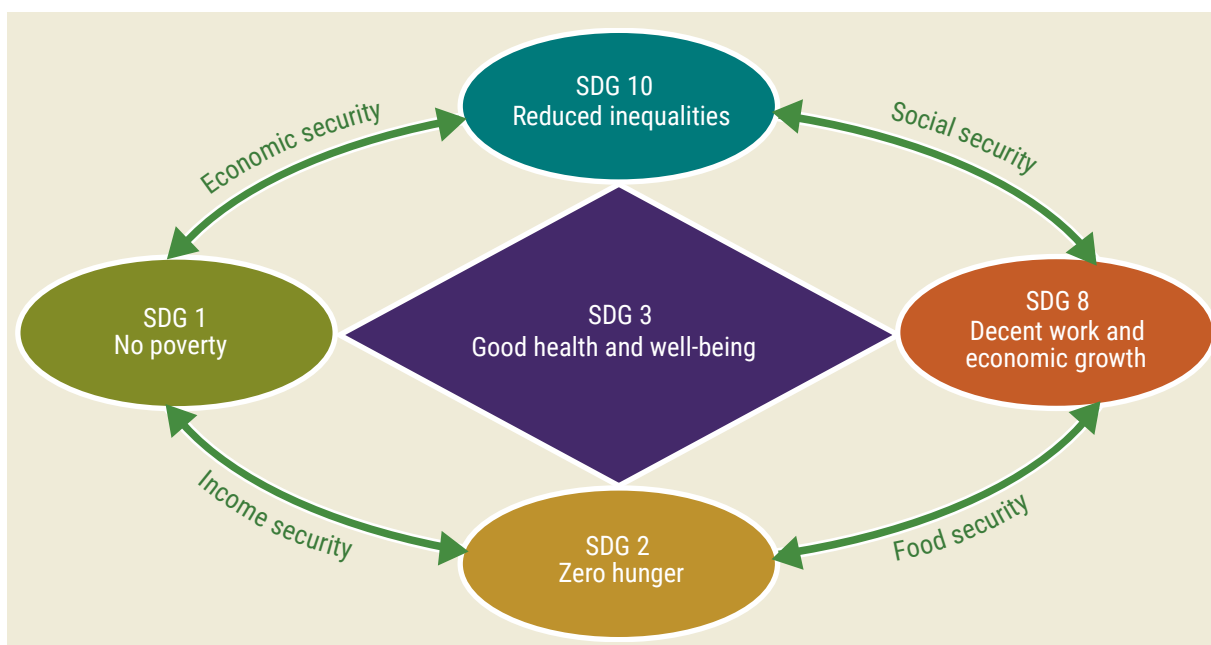 SDG 10
Reduced inequalities
Economic security
Social security
SDG 1
No poverty
SDG 3
Good health and well-being
SDG 8
Decent work and
economic growth
Income security
Food security
SDG 2
Zero hunger